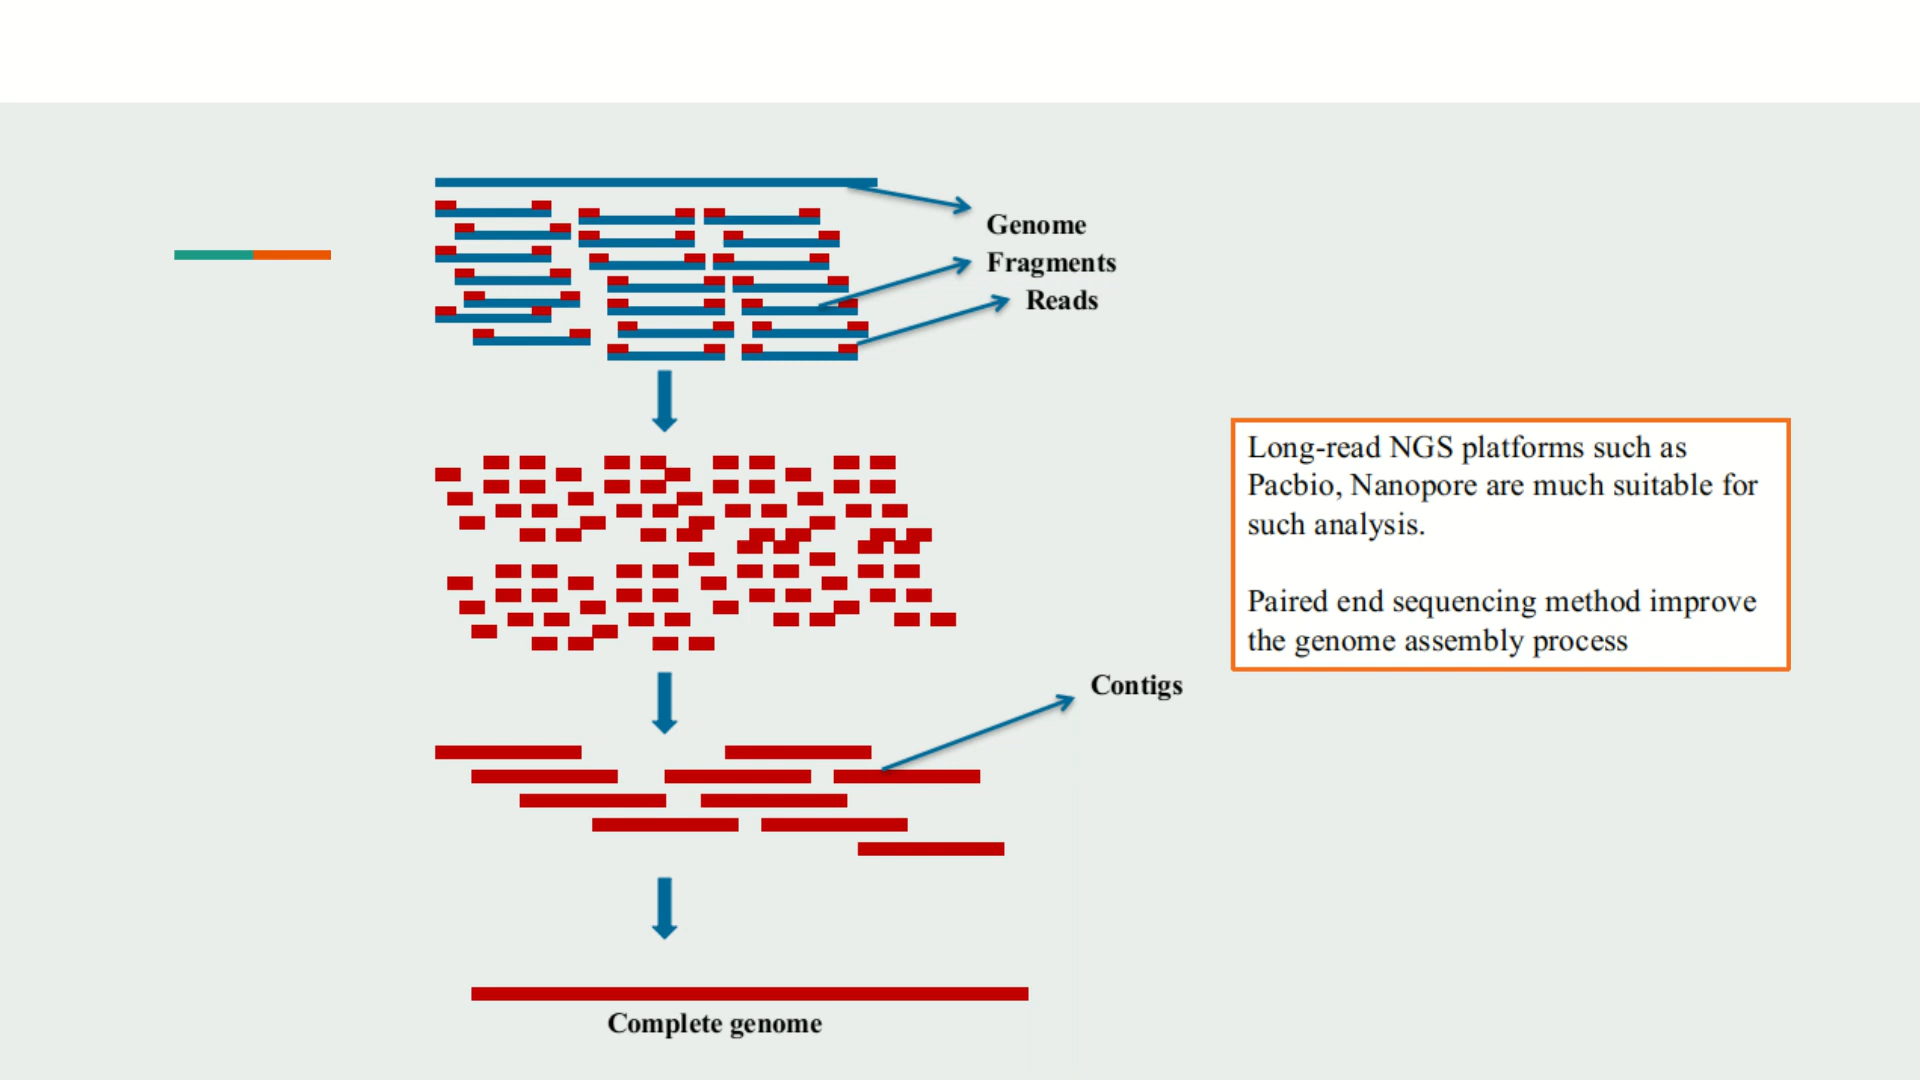 Genome
Fragments
Reads
Long-read NGS platforms such as
Pacbio, Nanopore are much suitable for
such analysis.
Paired end sequencing method improve
the genome assembly process
Contigs
Complete genome